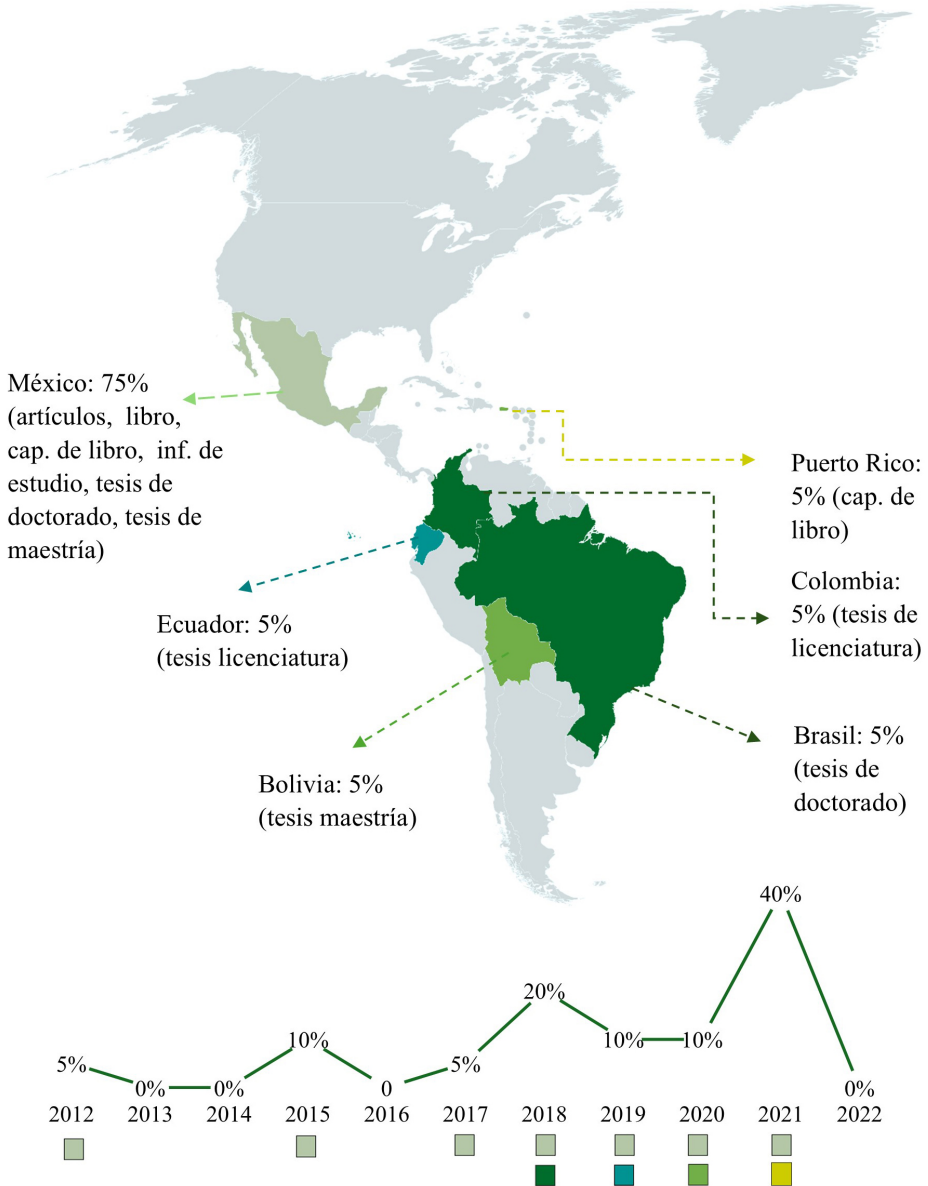 México: 75%
(artículos, libro,
cap. de libro, inf. de
estudio, tesis de
doctorado, tesis de
maestría)
Puerto Rico:
5% (cap. de
libro)
Colombia:
5% (tesis de
licenciatura)
Ecuador: 5%
(tesis licenciatura)
Brasil: 5%
(tesis de
doctorado)
Bolivia: 5%
(tesis maestría)
5% 0% 0% 10% 0 5% 20% 10% 10% 40% 0%
2012 2013 2014 2015 2016 2017 2018 2019 2020 2021 2022